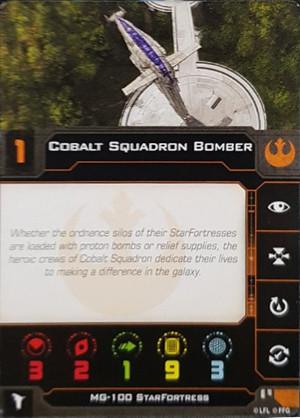 1
COBALT SQUADRON BOMBER
Whether the ordnance silos of their StarFortresses
are loaded with proton bombs or relief supplies, the
heroic crews of Cobalt Squadron dedicate their lives
to making a difference in the galaxy.
3 2 1 9 3
MG-100 STARFORTRESS
©LFL ©FFG